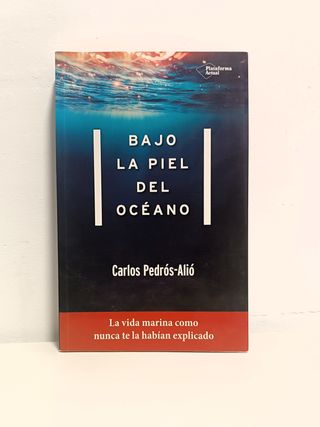 Plataforma
Actual
BAJO
LA PIEL
DEL
OCÉANO
Carlos Pedrós-Alió
La vida marina como
nunca te la habían explicado